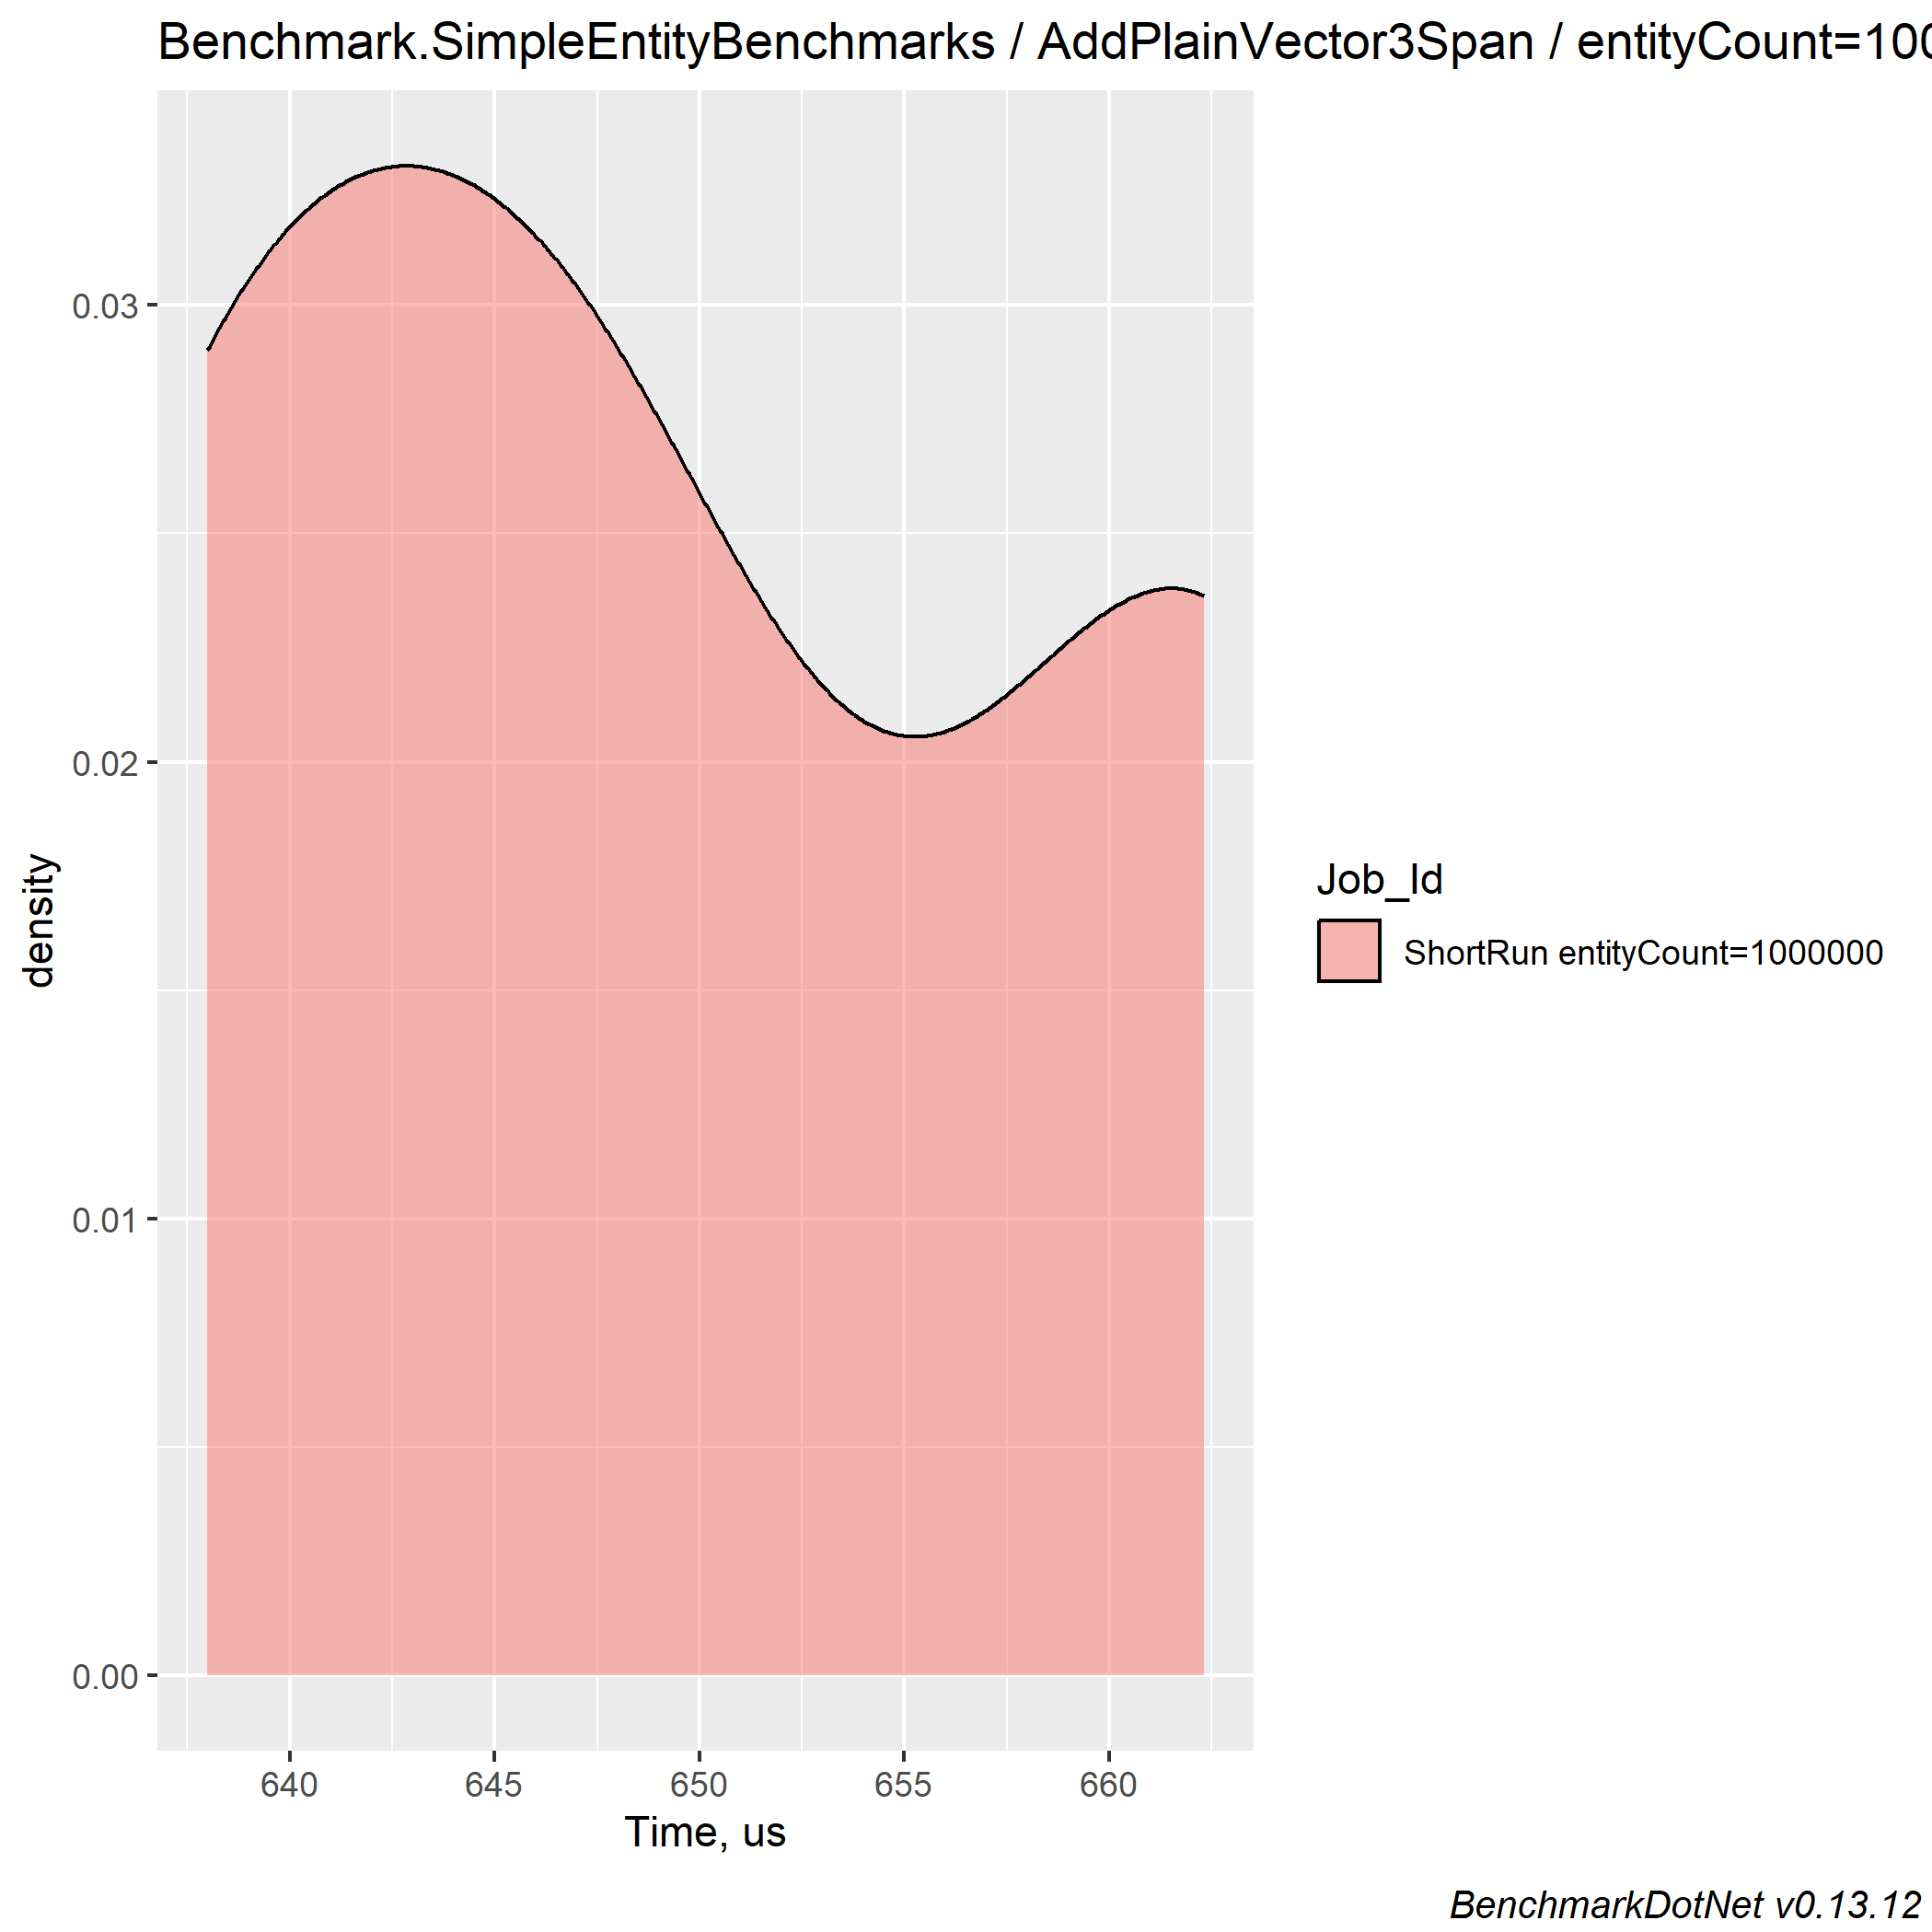 Benchmark.SimpleEntityBenchmarks / AddPlainVector3Span / entityCount=100
0.03
0.02
0.01
0.00
density
640 645 650 655 660
Time, us
Job_Id
ShortRun entityCount=1000000
BenchmarkDotNet v0.13.12